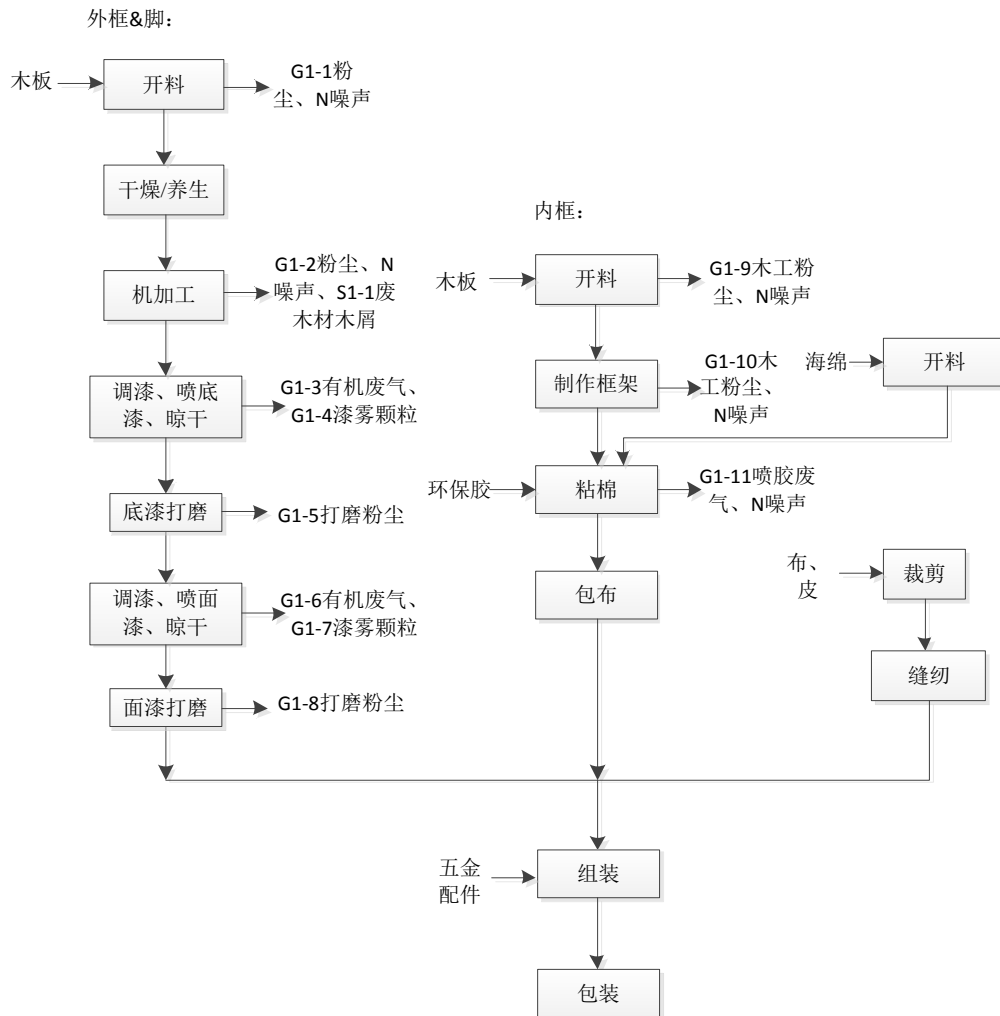 外框&脚：
木板
开料
G1-1粉
尘、N噪声
干燥/养生
机加工
G1-2粉尘、N
噪声、S1-1废
木材木屑
调漆、喷底
漆、晾干
G1-3有机废气、
G1-4漆雾颗粒
底漆打磨
G1-5打磨粉尘
调漆、喷面
漆、晾干
G1-6有机废气、
G1-7漆雾颗粒
面漆打磨
G1-8打磨粉尘
内框：
木板
开料
G1-9木工粉
尘、N噪声
制作框架
G1-10木
工粉尘、
N噪声
海绵
开料
环保胶
粘棉
G1-11喷胶废
气、N噪声
包布
布、
皮
裁剪
缝纫
五金
配件
组装
包装